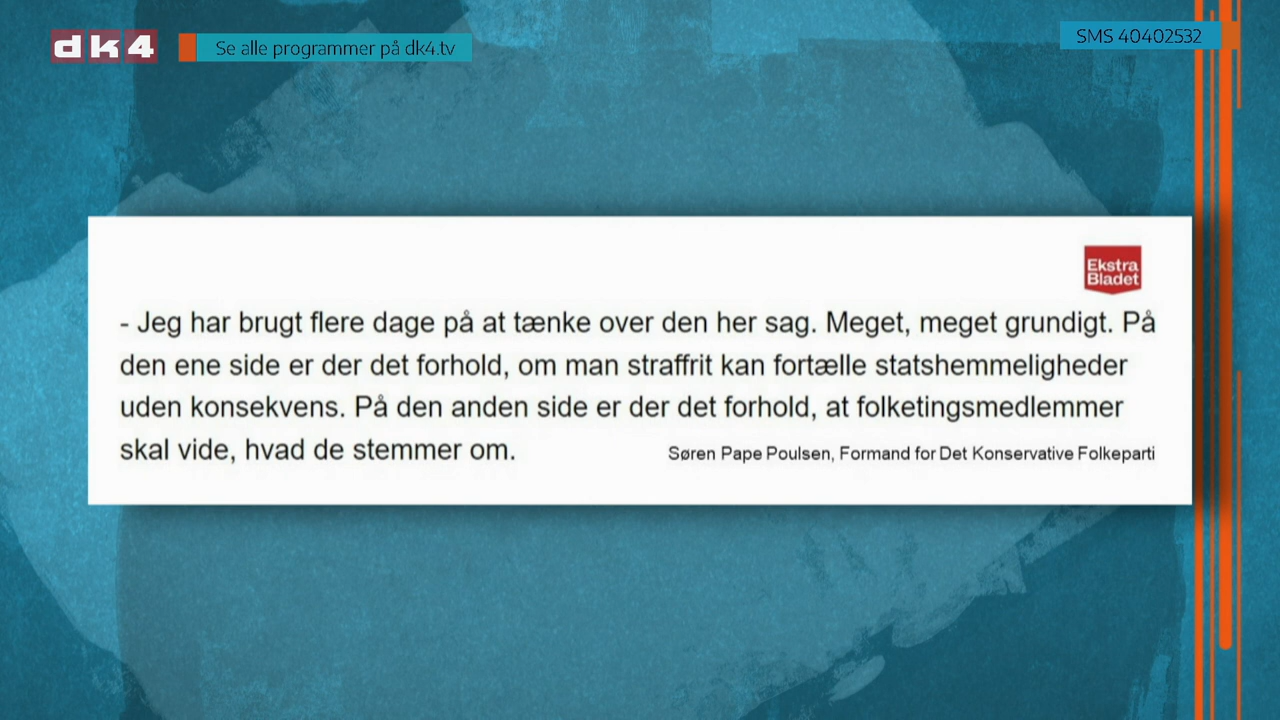 dk4
Se alle programmer på dk4.tv
SMS 40402532
Ekstra
Bladet
- Jeg har brugt flere dage på at tænke over den her sag. Meget, meget grundigt. På
den ene side er der det forhold, om man straffrit kan fortælle statshemmeligheder
uden konsekvens. På den anden side er der det forhold, at folketingsmedlemmer
skal vide, hvad de stemmer om.
Søren Pape Poulsen, Formand for Det Konservative Folkeparti